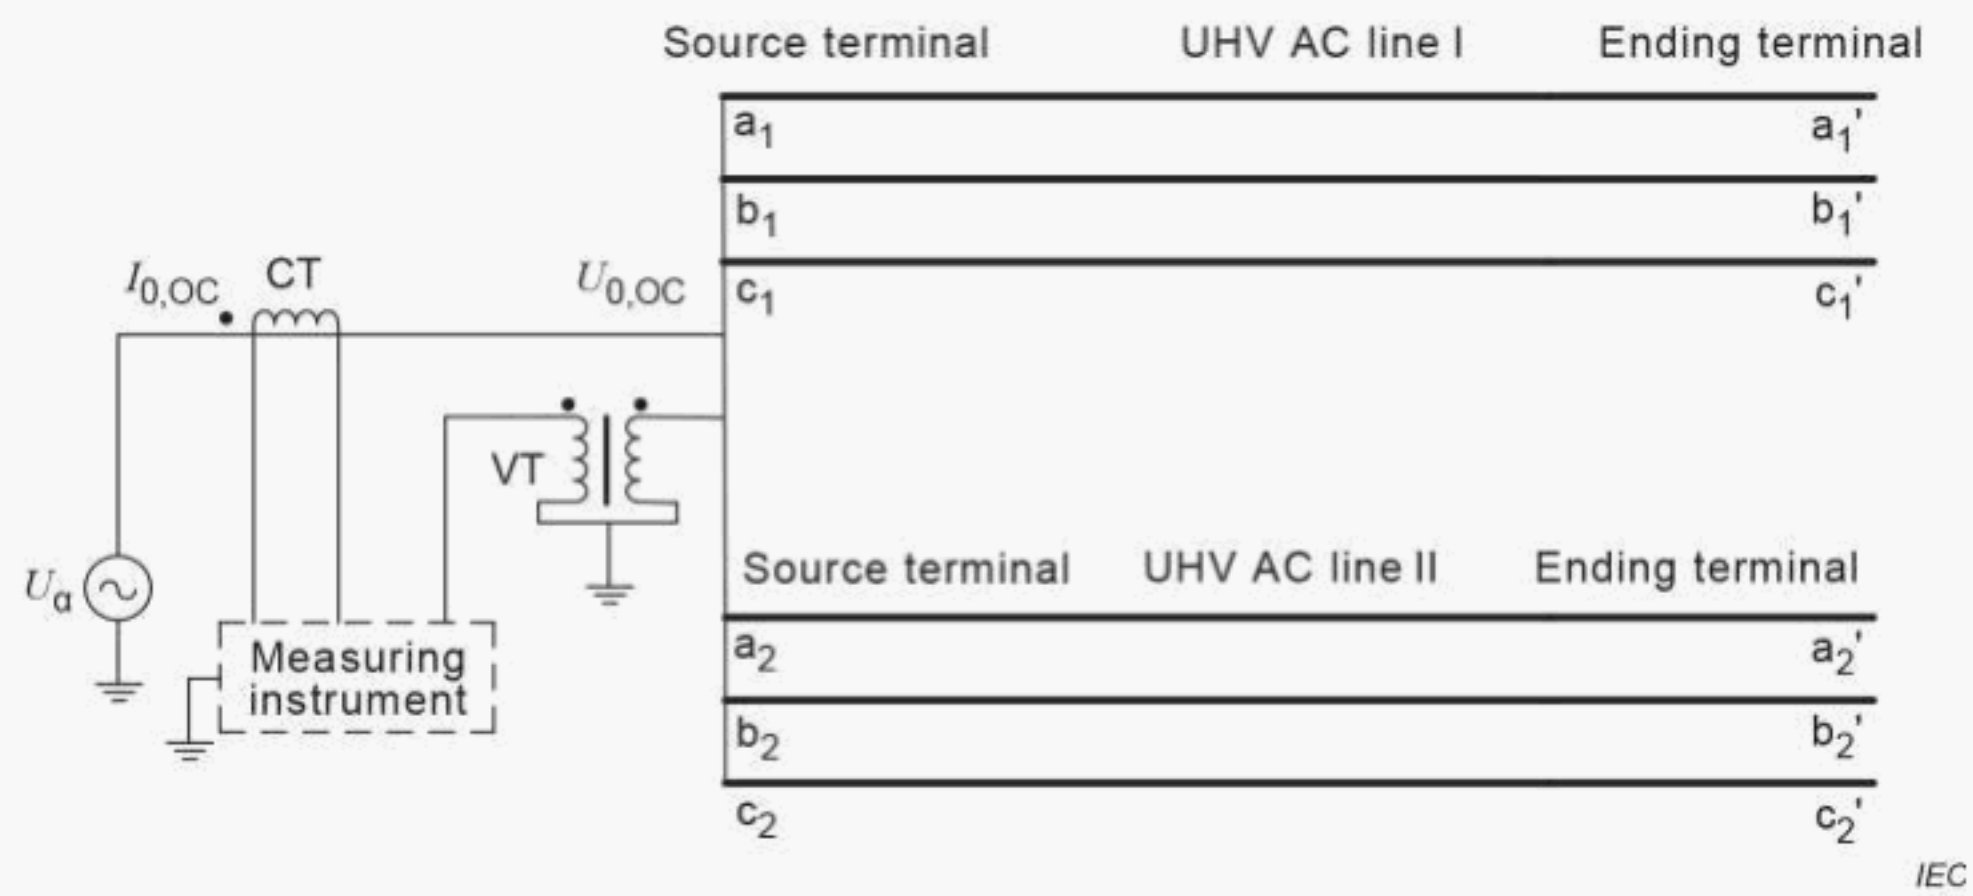 Source terminal UHV AC line I Ending terminal
a₁ a₁'
b₁ b₁'
I₀,OC CT U₀,OC c₁ c₁'
VT
Source terminal UHV AC line II Ending terminal
Uα
Measuring
instrument
a₂ a₂'
b₂ b₂'
c₂ c₂'
IEC